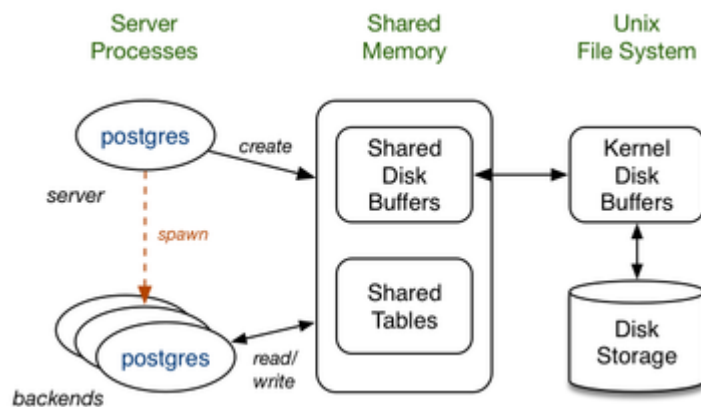 Server
Processes
Shared
Memory
Unix
File System
postgres
create
server
spawn
postgres
backends
read/
write
Shared
Disk
Buffers
Shared
Tables
Kernel
Disk
Buffers
Disk
Storage